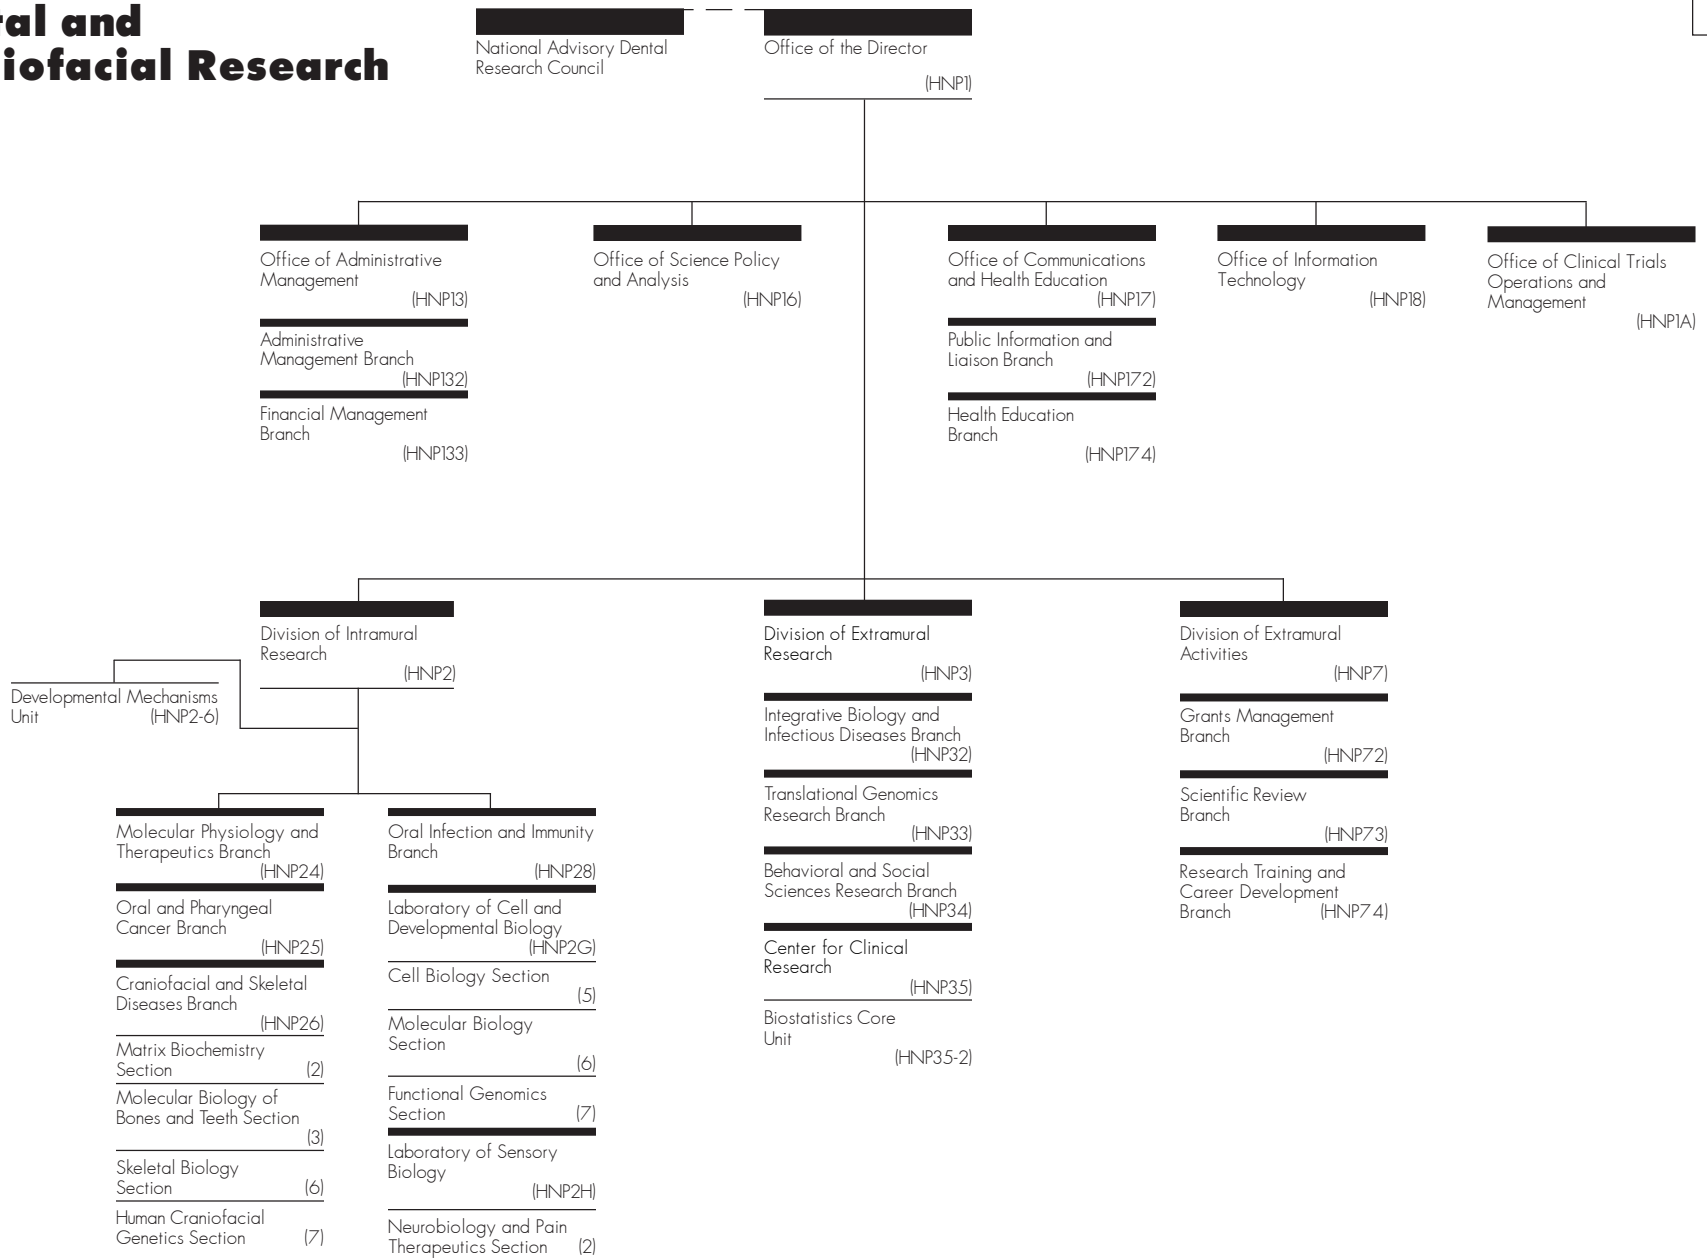 and
Research
National Advisory Dental
Research Council
Office of the Director
(HNP1)
Office of Administrative
Management
(HNP13)
Administrative
Management Branch
(HNP132)
Financial Management
Branch
(HNP133)
Office of Science Policy
and Analysis
(HNP16)
Office of Communications
and Health Education
(HNP17)
Public Information and
Liaison Branch
(HNP172)
Health Education
Branch
(HNP174)
Office of Information
Technology
(HNP18)
Office of Clinical Trials
Operations and
Management
(HNP1A)
Division of Intramural
Research
(HNP2)
Developmental Mechanisms
Unit (HNP2-6)
Molecular Physiology and
Therapeutics Branch
(HNP24)
Oral and Pharyngeal
Cancer Branch
(HNP25)
Craniofacial and Skeletal
Diseases Branch
(HNP26)
Matrix Biochemistry
Section (2)
Molecular Biology of
Bones and Teeth Section
(3)
Skeletal Biology
Section (6)
Human Craniofacial
Genetics Section (7)
Oral Infection and Immunity
Branch
(HNP28)
Laboratory of Cell and
Developmental Biology
(HNP2G)
Cell Biology Section
(5)
Molecular Biology
Section
(6)
Functional Genomics
Section (7)
Laboratory of Sensory
Biology
(HNP2H)
Neurobiology and Pain
Therapeutics Section (2)
Division of Extramural
Research
(HNP3)
Integrative Biology and
Infectious Diseases Branch
(HNP32)
Translational Genomics
Research Branch
(HNP33)
Behavioral and Social
Sciences Research Branch
(HNP34)
Center for Clinical
Research
(HNP35)
Biostatistics Core
Unit
(HNP35-2)
Division of Extramural
Activities
(HNP7)
Grants Management
Branch
(HNP72)
Scientific Review
Branch
(HNP73)
Research Training and
Career Development
Branch (HNP74)